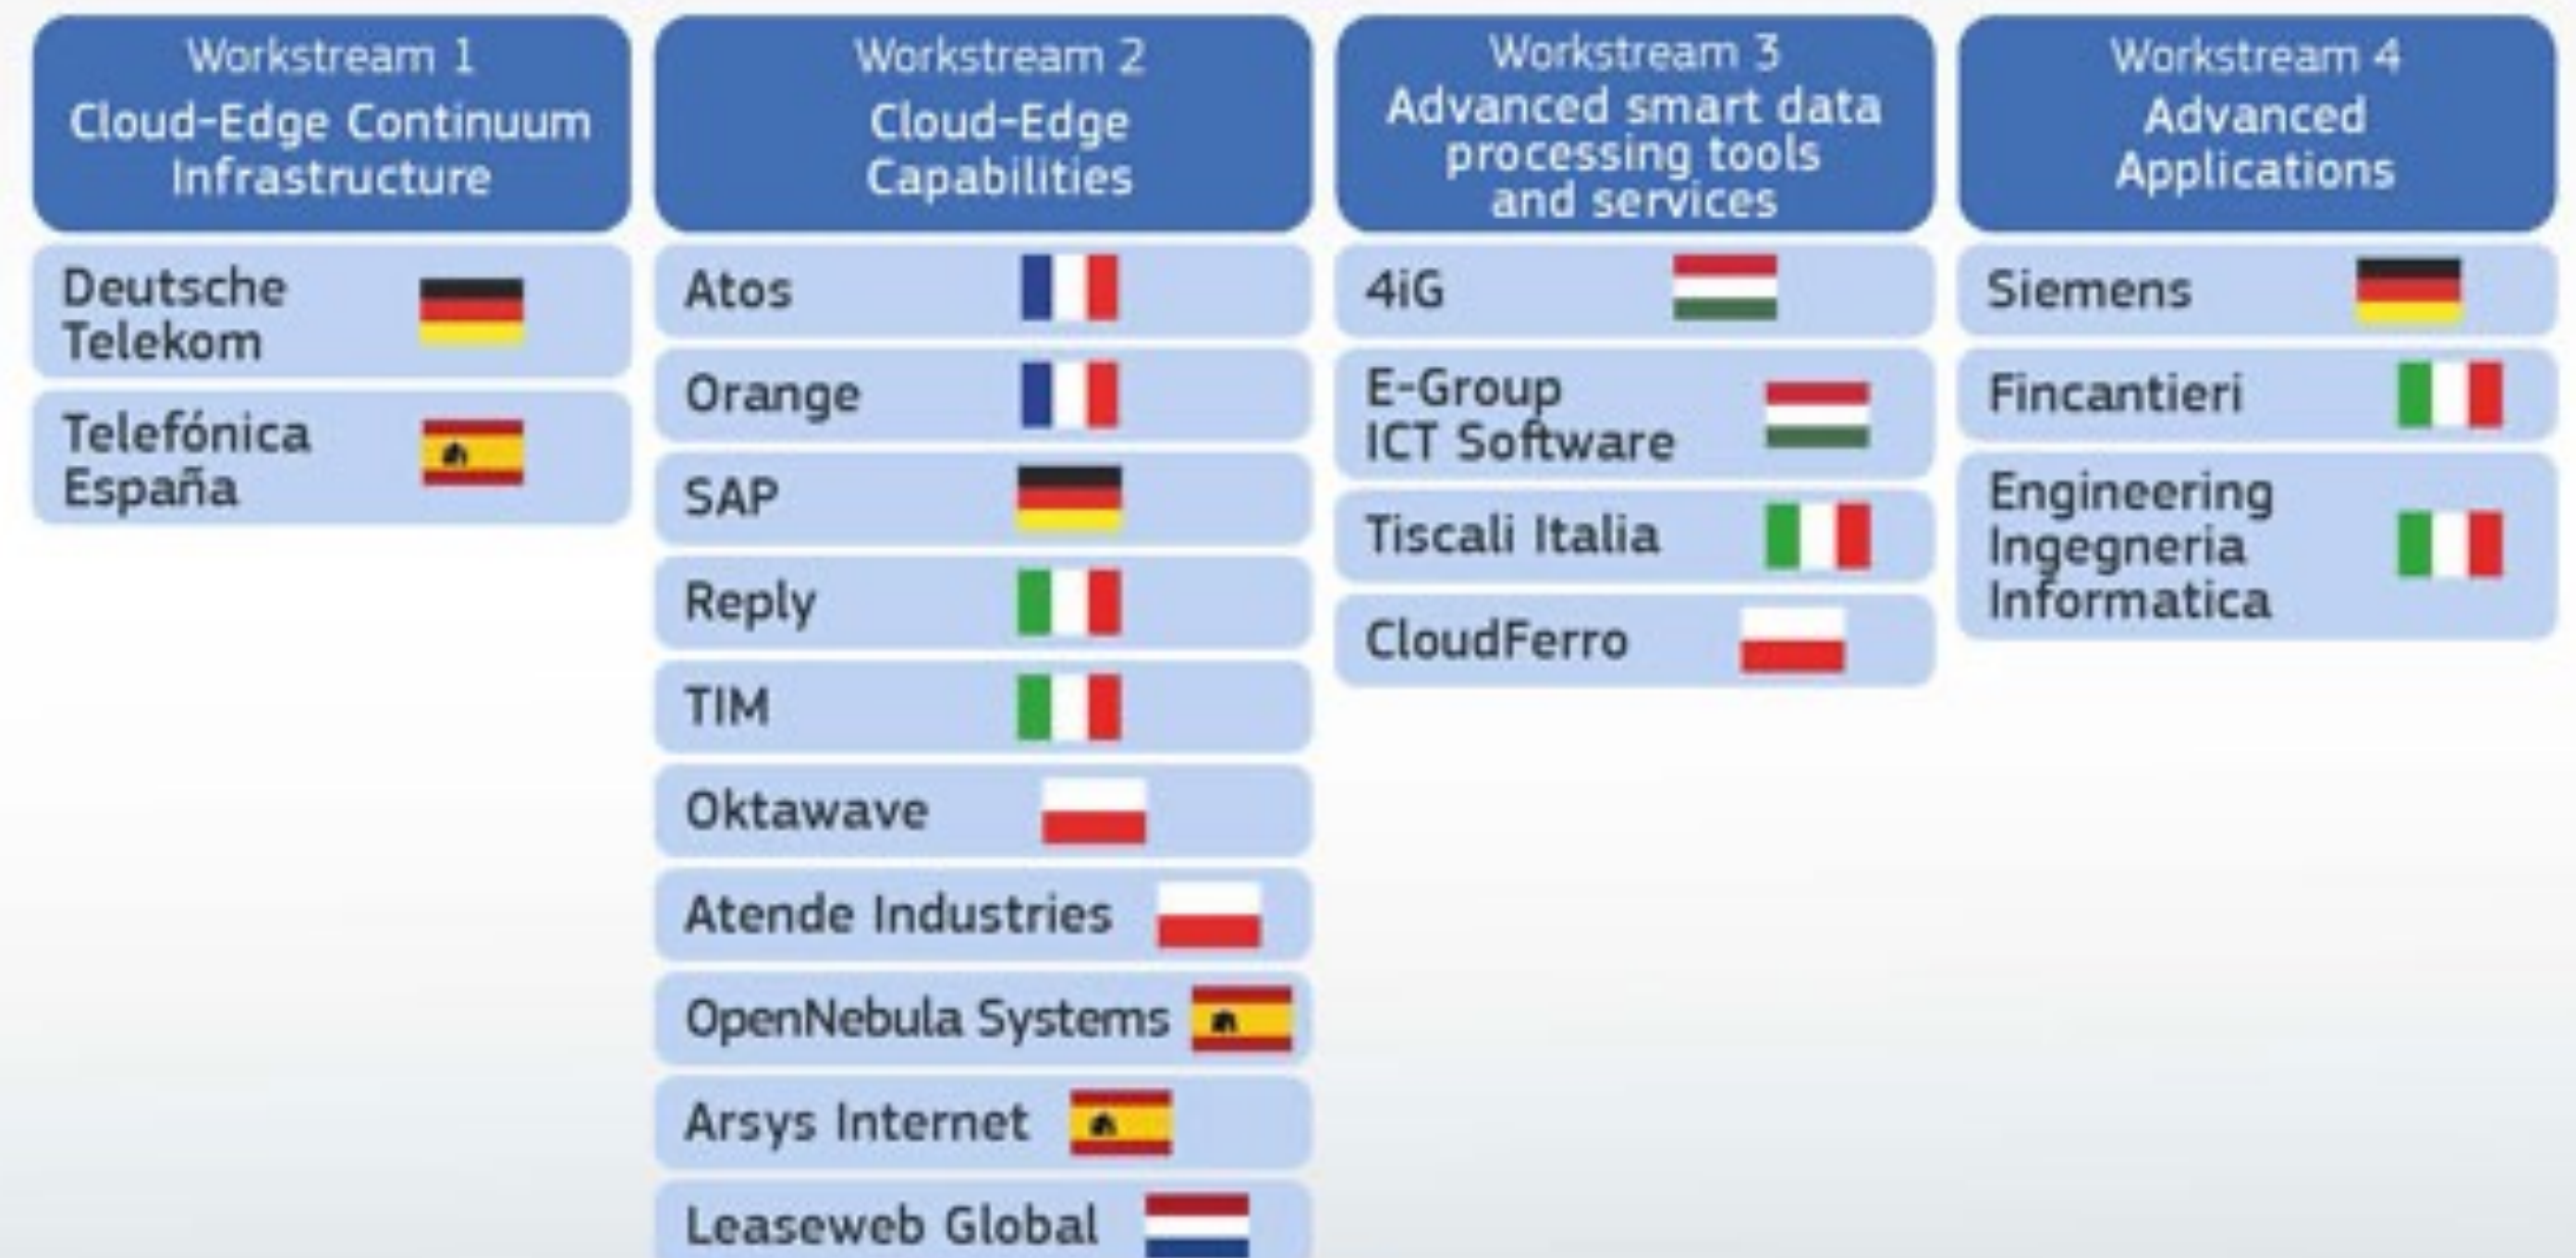 Workstream 1
Cloud-Edge Continuum
Infrastructure
Deutsche
Telekom
Telefónica
España
Workstream 2
Cloud-Edge
Capabilities
Atos
Orange
SAP
Reply
TIM
Oktawave
Atende Industries
OpenNebula Systems
Arsys Internet
Leaseweb Global
Workstream 3
Advanced smart data
processing tools
and services
4iG
E-Group
ICT Software
Tiscali Italia
CloudFerro
Workstream 4
Advanced
Applications
Siemens
Fincantieri
Engineering
Ingegneria
Informatica